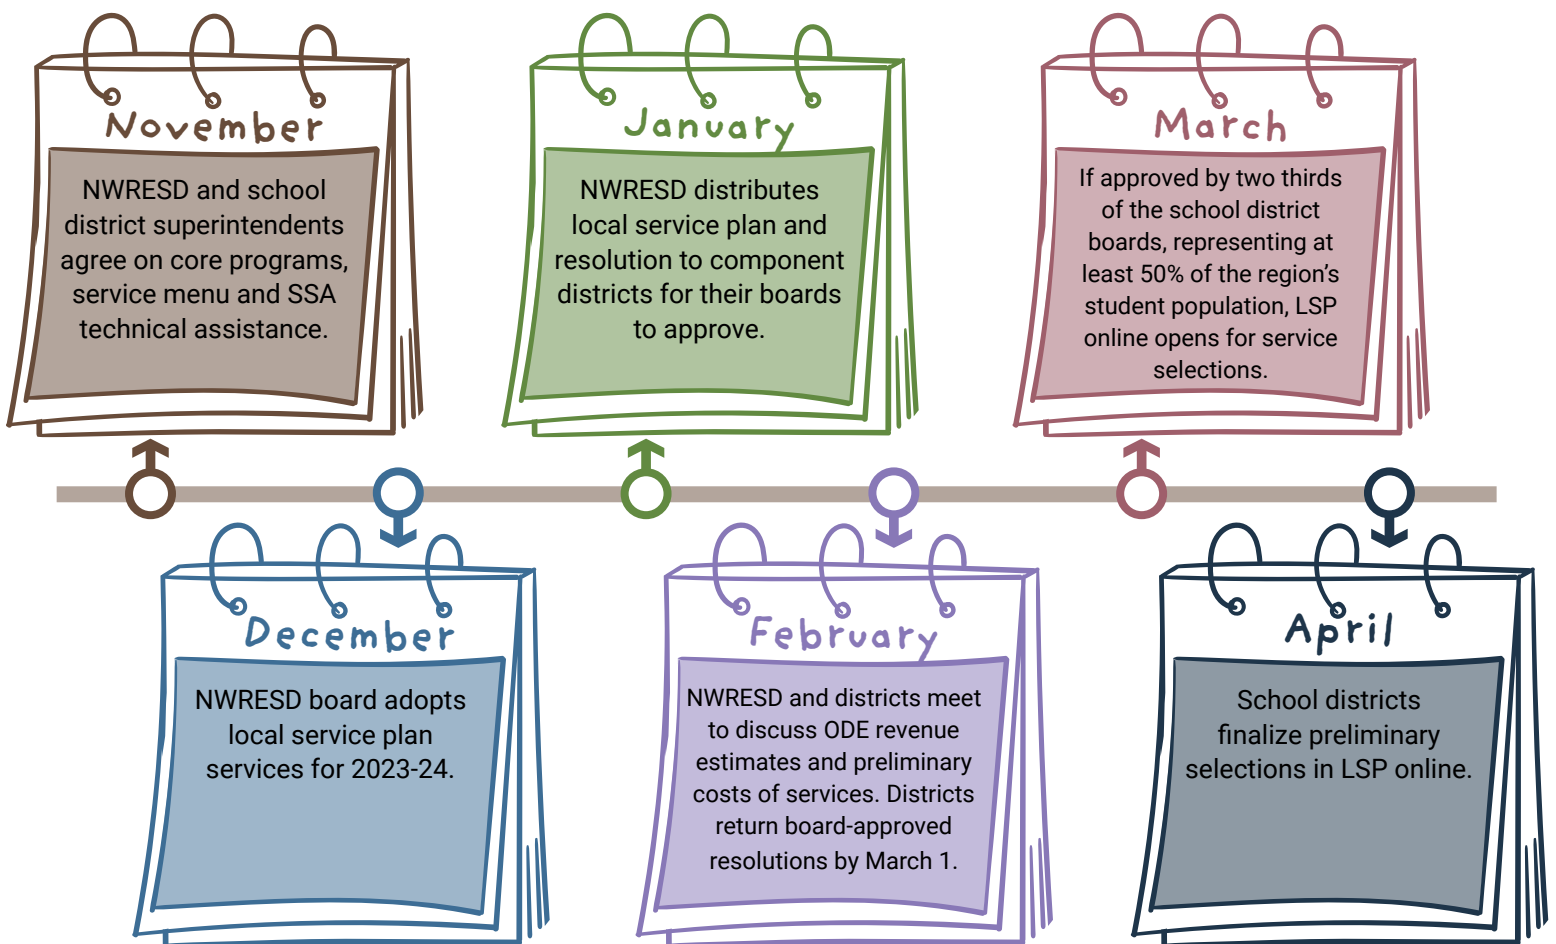 November
NWRESD and school
district superintendents
agree on core programs,
service menu and SSA
technical assistance.
January
NWRESD distributes
local service plan and
resolution to component
districts for their boards
to approve.
March
If approved by two thirds
of the school district
boards, representing at
least 50% of the region's
student population, LSP
online opens for service
selections.
December
NWRESD board adopts
local service plan
services for 2023-24.
February
NWRESD and districts meet
to discuss ODE revenue
estimates and preliminary
costs of services. Districts
return board-approved
resolutions by March 1.
April
School districts
finalize preliminary
selections in LSP online.